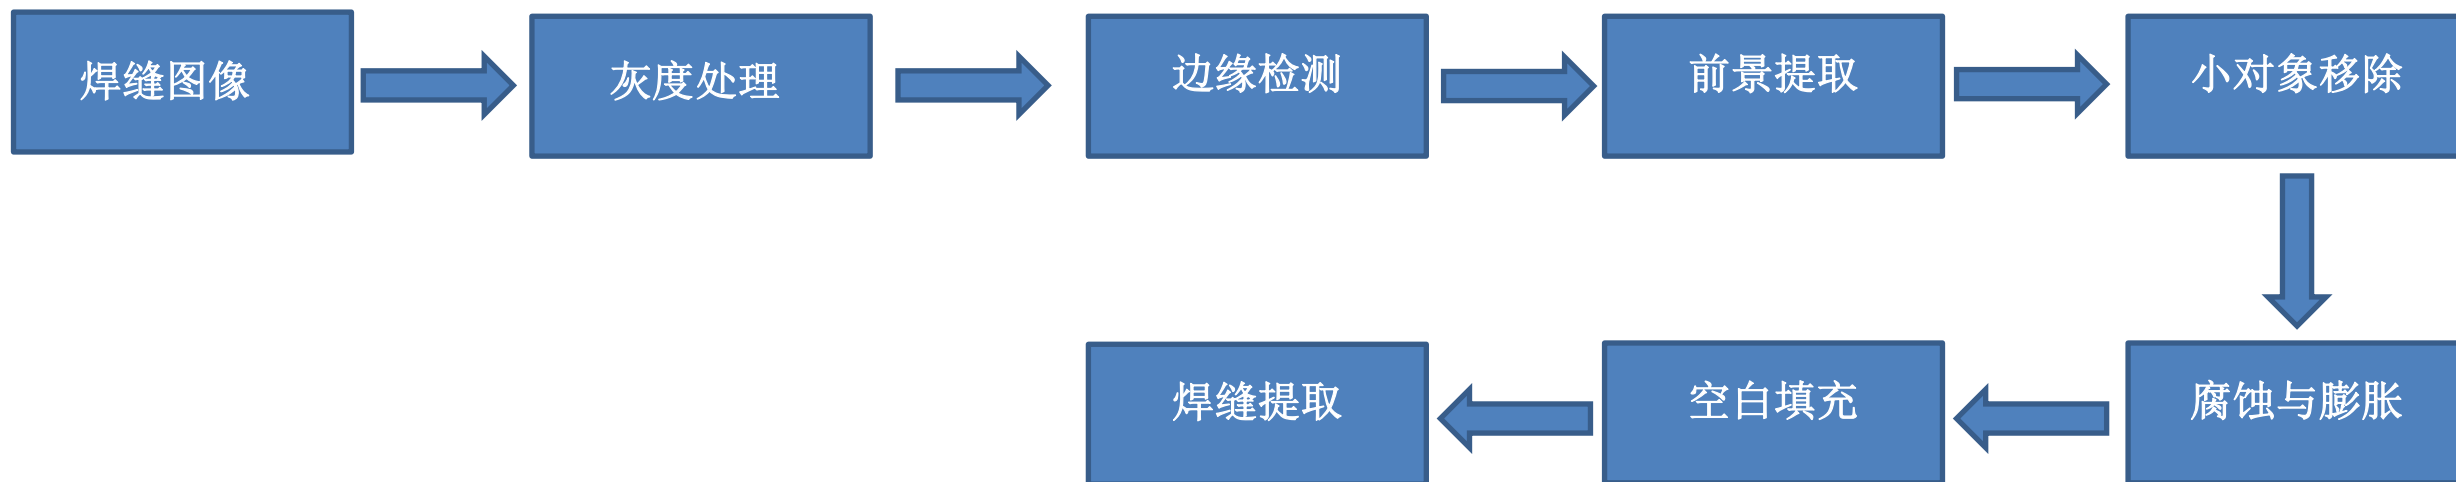 焊缝图像
灰度处理
边缘检测
前景提取
小对象移除
腐蚀与膨胀
空白填充
焊缝提取